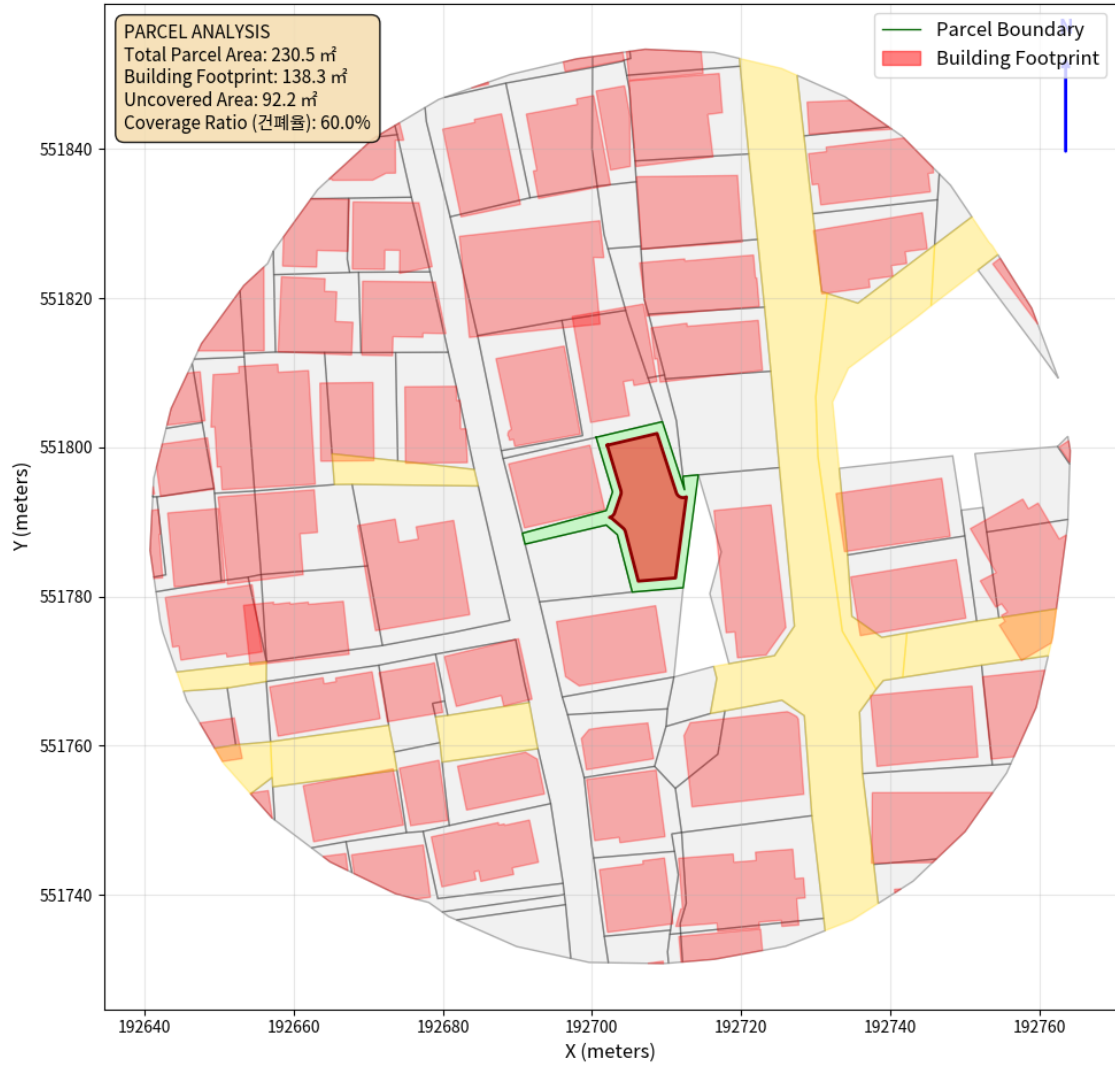 PARCEL ANALYSIS
Total Parcel Area: 230.5 ㎡
Building Footprint: 138.3 ㎡
Uncovered Area: 92.2 ㎡
Coverage Ratio (건폐율): 60.0%
N
Parcel Boundary
Building Footprint
551840
551820
551800
551780
551760
551740
Y (meters)
192640
192660
192680
192700
192720
192740
192760
X (meters)